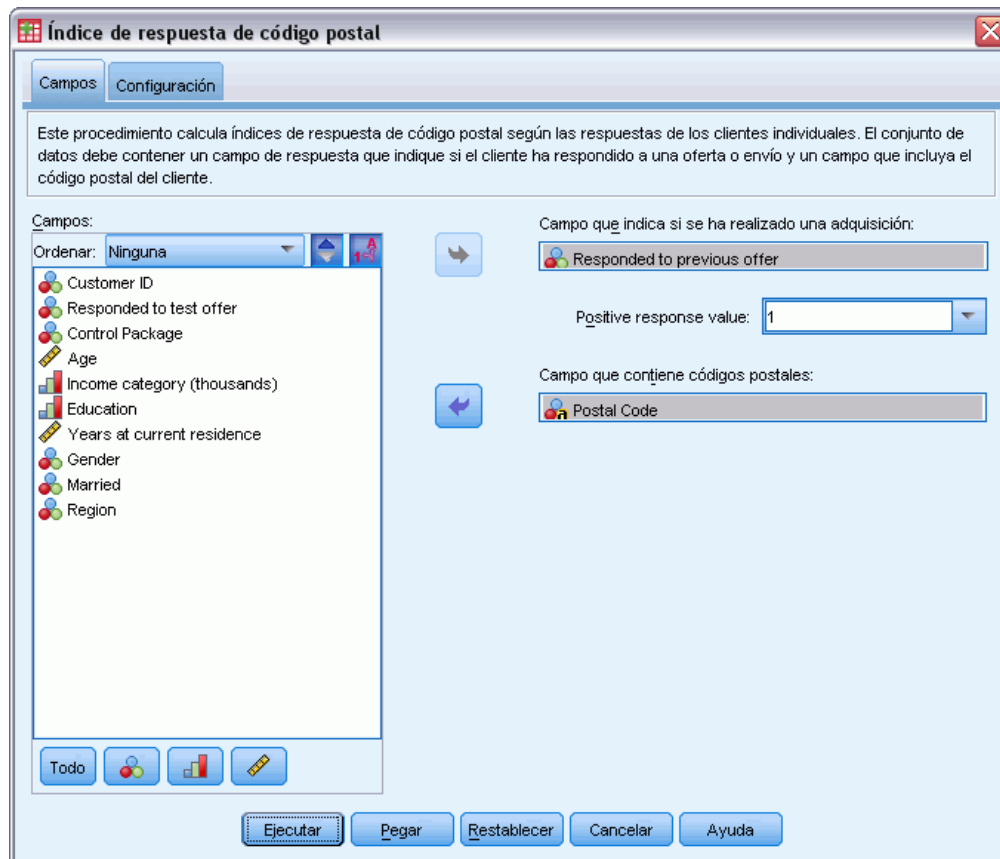 Índice de respuesta de código postal
Campos
Configuración
Este procedimiento calcula índices de respuesta de código postal según las respuestas de los clientes individuales. El conjunto de
datos debe contener un campo de respuesta que indique si el cliente ha respondido a una oferta o envío y un campo que incluya el
código postal del cliente.
Campos:
Ordenar: Ninguna
Customer ID
Responded to test offer
Control Package
Age
Income category (thousands)
Education
Years at current residence
Gender
Married
Region
Todo
Campo que indica si se ha realizado una adquisición:
Responded to previous offer
Positive response value: 1
Campo que contiene códigos postales:
Postal Code
Ejecutar
Pegar
Restablecer
Cancelar
Ayuda